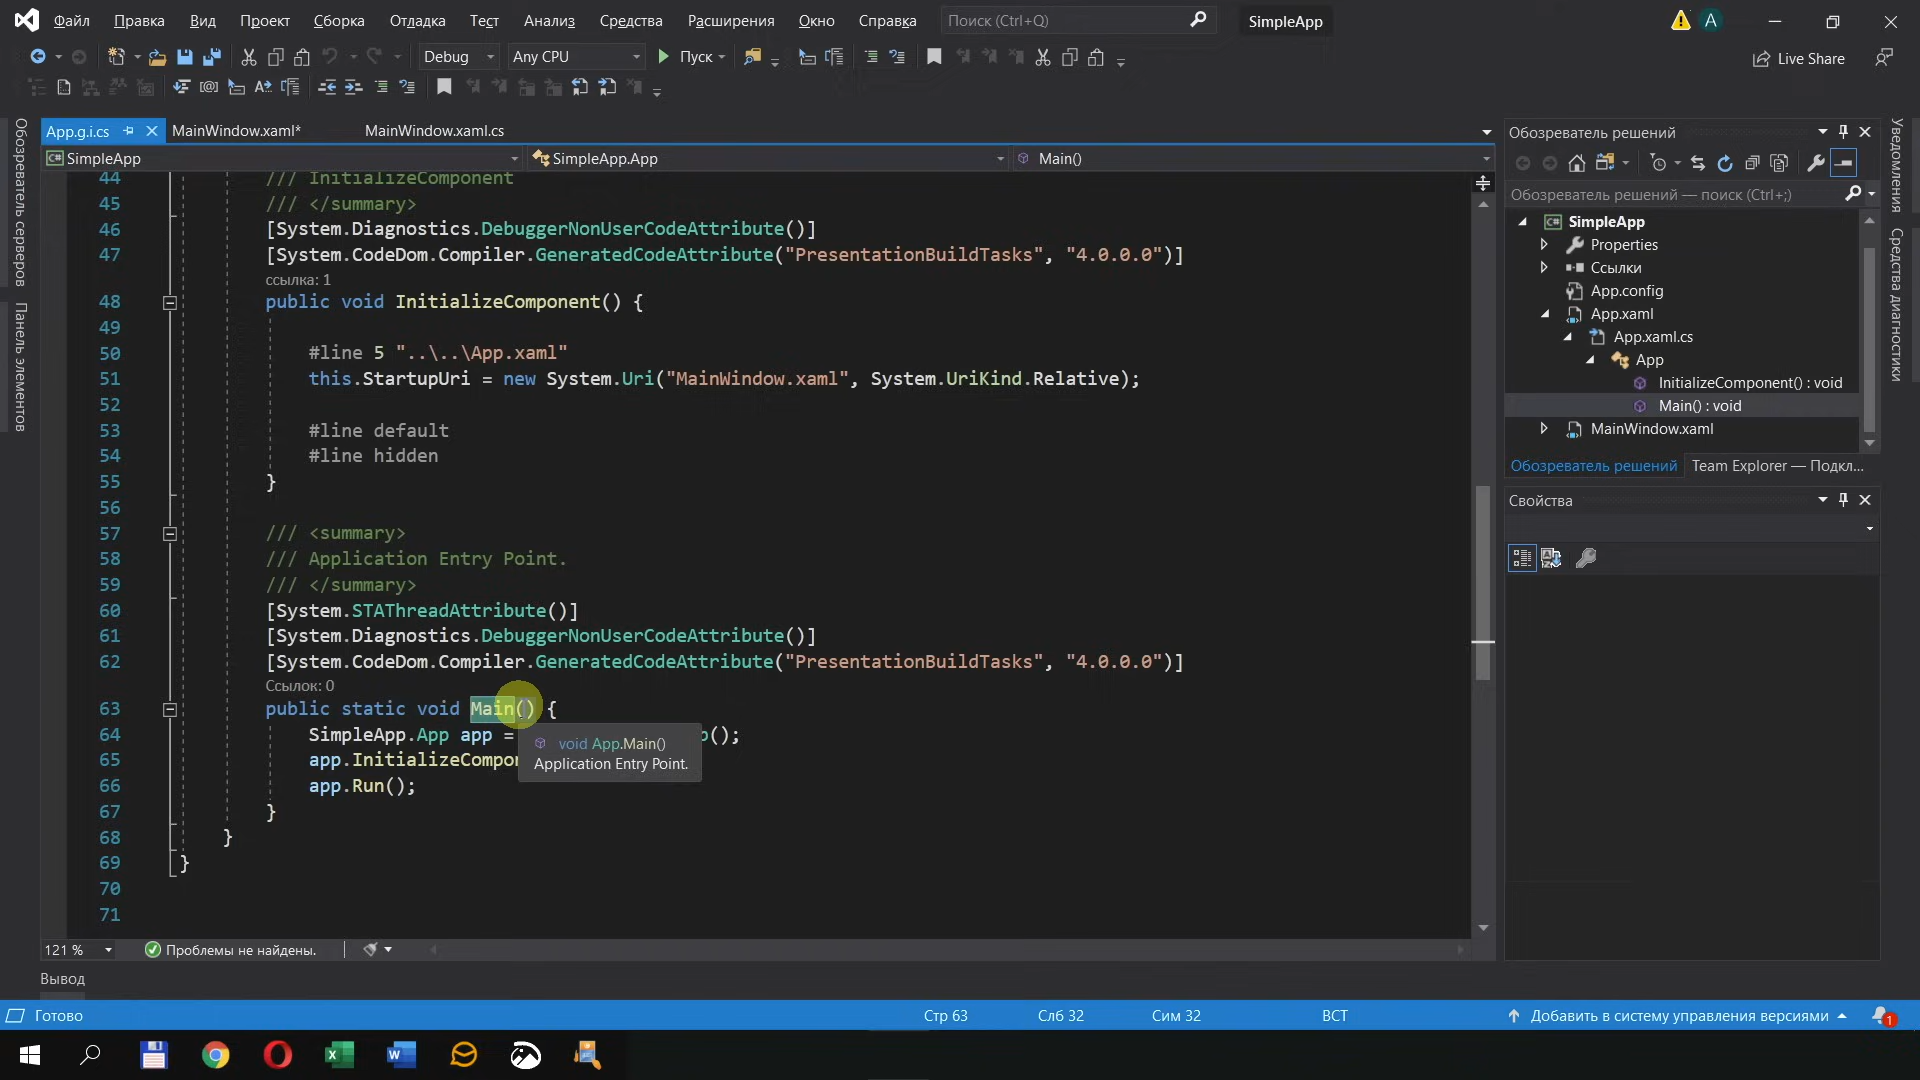 Файл Правка Вид Проект Сборка Отладка Тест Анализ Средства Расширения Окно Справка Поиск (Ctrl+Q) SimpleApp A
Debug Any CPU Пуск Live Share
App.g.i.cs MainWindow.xaml* MainWindow.xaml.cs
SimpleApp SimpleApp.App Main()
Обозреватель серверов
Панель элементов
44 /// InitializeComponent
45 /// </summary>
46 [System.Diagnostics.DebuggerNonUserCodeAttribute()]
47 [System.CodeDom.Compiler.GeneratedCodeAttribute("PresentationBuildTasks", "4.0.0.0")]
ссылка: 1
48 public void InitializeComponent() {
49
50 #line 5 "..\..\App.xaml"
51 this.StartupUri = new System.Uri("MainWindow.xaml", System.UriKind.Relative);
52
53 #line default
54 #line hidden
55 }
56
57 /// <summary>
58 /// Application Entry Point.
59 /// </summary>
60 [System.STAThreadAttribute()]
61 [System.Diagnostics.DebuggerNonUserCodeAttribute()]
62 [System.CodeDom.Compiler.GeneratedCodeAttribute("PresentationBuildTasks", "4.0.0.0")]
Ссылок: 0
63 public static void Main() {
64 SimpleApp.App app = p();
65 app.InitializeCompon
66 app.Run();
67 }
68 }
69 }
70
71
void App.Main()
Application Entry Point.
121 % Проблемы не найдены.
Вывод
Обозреватель решений
Обозреватель решений — поиск (Ctrl+;)
SimpleApp
Properties
Ссылки
App.config
App.xaml
App.xaml.cs
App
InitializeComponent() : void
Main() : void
MainWindow.xaml
Обозреватель решений Team Explorer — Подкл...
Свойства
Уведомления
Средства диагностики
Готово Стр 63 Слб 32 Сим 32 ВСТ Добавить в систему управления версиями 1